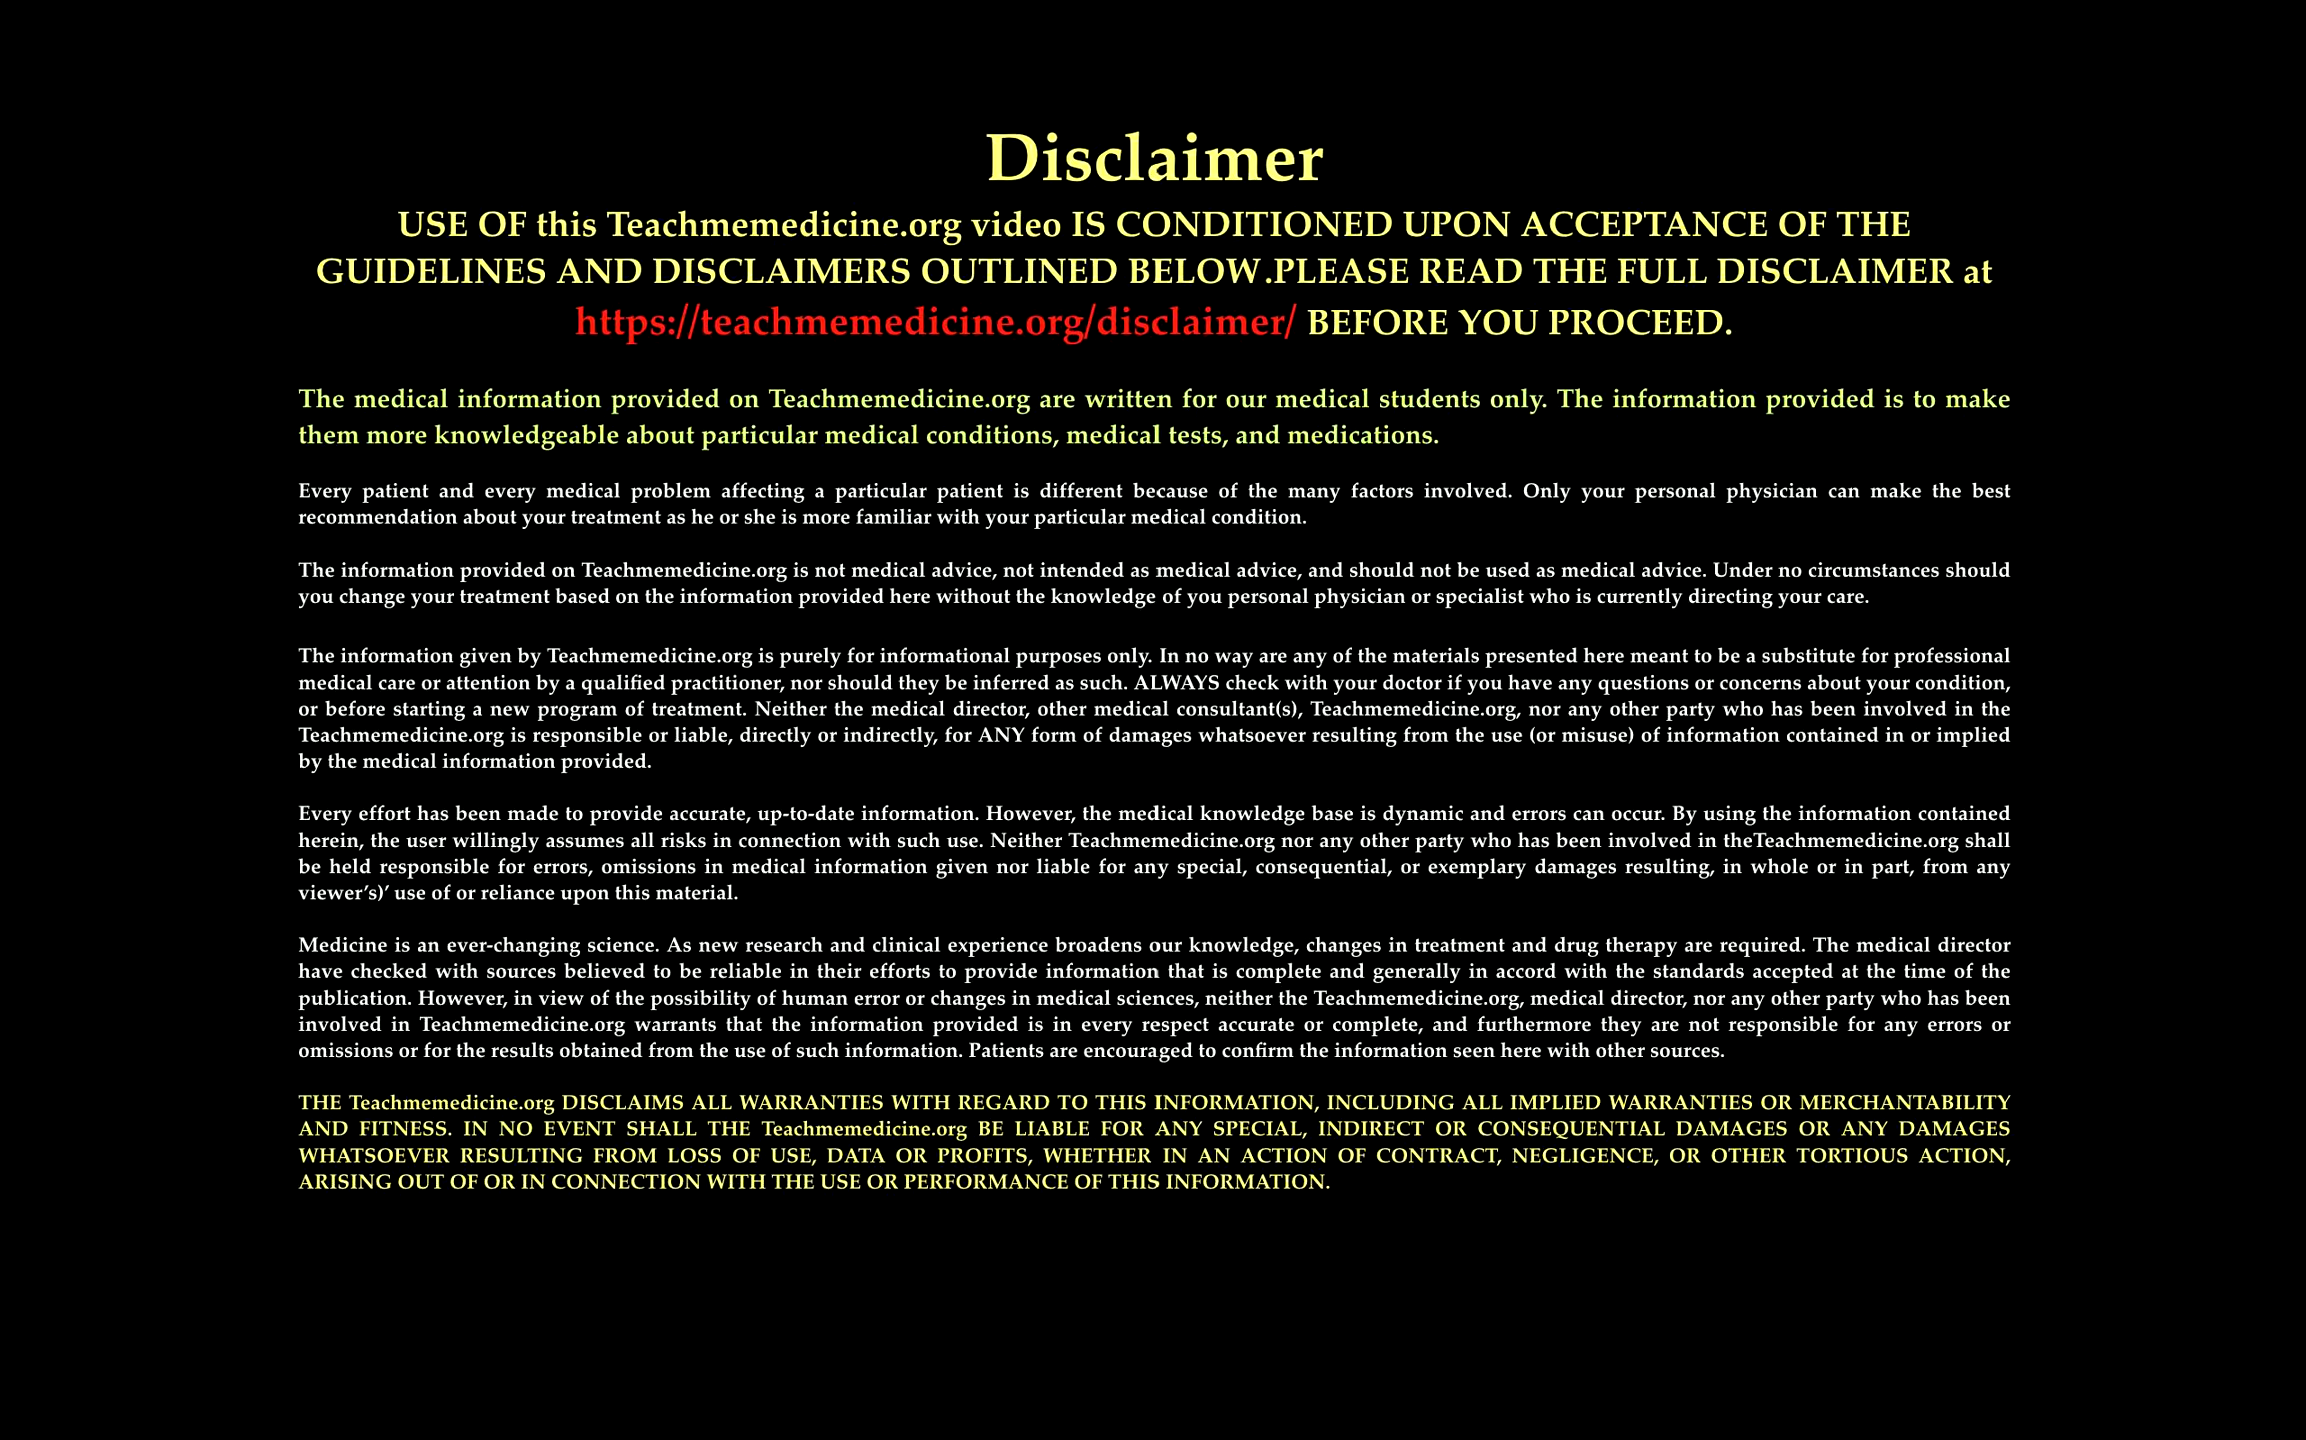 Disclaimer
USE OF this Teachmemedicine.org video IS CONDITIONED UPON ACCEPTANCE OF THE
GUIDELINES AND DISCLAIMERS OUTLINED BELOW.PLEASE READ THE FULL DISCLAIMER at
https://teachmemedicine.org/disclaimer/ BEFORE YOU PROCEED.
The medical information provided on Teachmemedicine.org are written for our medical students only. The information provided is to make
them more knowledgeable about particular medical conditions, medical tests, and medications.
Every patient and every medical problem affecting a particular patient is different because of the many factors involved. Only your personal physician can make the best
recommendation about your treatment as he or she is more familiar with your particular medical condition.
The information provided on Teachmemedicine.org is not medical advice, not intended as medical advice, and should not be used as medical advice. Under no circumstances should
you change your treatment based on the information provided here without the knowledge of you personal physician or specialist who is currently directing your care.
The information given by Teachmemedicine.org is purely for informational purposes only. In no way are any of the materials presented here meant to be a substitute for professional
medical care or attention by a qualified practitioner, nor should they be inferred as such. ALWAYS check with your doctor if you have any questions or concerns about your condition,
or before starting a new program of treatment. Neither the medical director, other medical consultant(s), Teachmemedicine.org, nor any other party who has been involved in the
Teachmemedicine.org is responsible or liable, directly or indirectly, for ANY form of damages whatsoever resulting from the use (or misuse) of information contained in or implied
by the medical information provided.
Every effort has been made to provide accurate, up-to-date information. However, the medical knowledge base is dynamic and errors can occur. By using the information contained
herein, the user willingly assumes all risks in connection with such use. Neither Teachmemedicine.org nor any other party who has been involved in theTeachmemedicine.org shall
be held responsible for errors, omissions in medical information given nor liable for any special, consequential, or exemplary damages resulting, in whole or in part, from any
viewer's)' use of or reliance upon this material.
Medicine is an ever-changing science. As new research and clinical experience broadens our knowledge, changes in treatment and drug therapy are required. The medical director
have checked with sources believed to be reliable in their efforts to provide information that is complete and generally in accord with the standards accepted at the time of the
publication. However, in view of the possibility of human error or changes in medical sciences, neither the Teachmemedicine.org, medical director, nor any other party who has been
involved in Teachmemedicine.org warrants that the information provided is in every respect accurate or complete, and furthermore they are not responsible for any errors or
omissions or for the results obtained from the use of such information. Patients are encouraged to confirm the information seen here with other sources.
THE Teachmemedicine.org DISCLAIMS ALL WARRANTIES WITH REGARD TO THIS INFORMATION, INCLUDING ALL IMPLIED WARRANTIES OR MERCHANTABILITY
AND FITNESS. IN NO EVENT SHALL THE Teachmemedicine.org BE LIABLE FOR ANY SPECIAL, INDIRECT OR CONSEQUENTIAL DAMAGES OR ANY DAMAGES
WHATSOEVER RESULTING FROM LOSS OF USE, DATA OR PROFITS, WHETHER IN AN ACTION OF CONTRACT, NEGLIGENCE, OR OTHER TORTIOUS ACTION,
ARISING OUT OF OR IN CONNECTION WITH THE USE OR PERFORMANCE OF THIS INFORMATION.